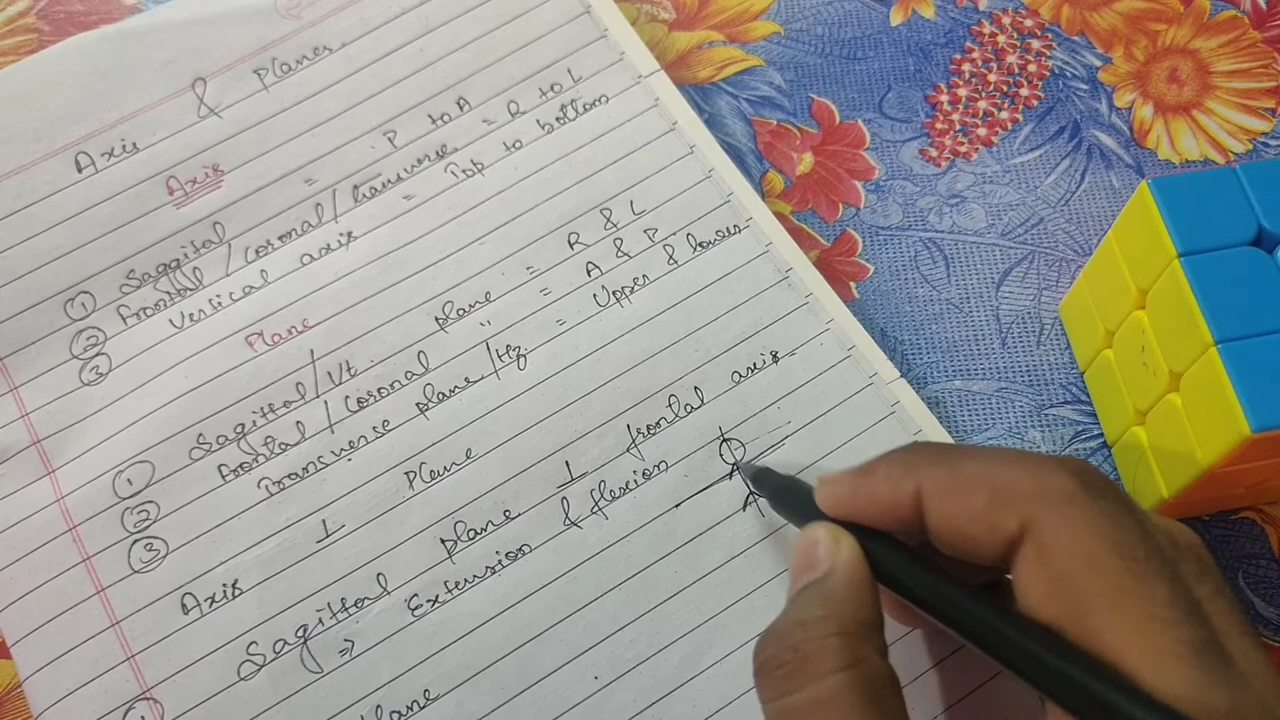 Axis & Planes.
Axis
① Saggital = P to A
② Frontal / Coronal / transverse = R to L
③ Vertical axis = Top to bottom
Plane
① Sagittal / Vt. plane = R & L
② Frontal / Coronal " = A & P
③ Transverse plane / Hz. = Upper & lower
Axis ⊥ Plane
① Sagittal plane ⊥ frontal axis
⇒ Extension & flexion